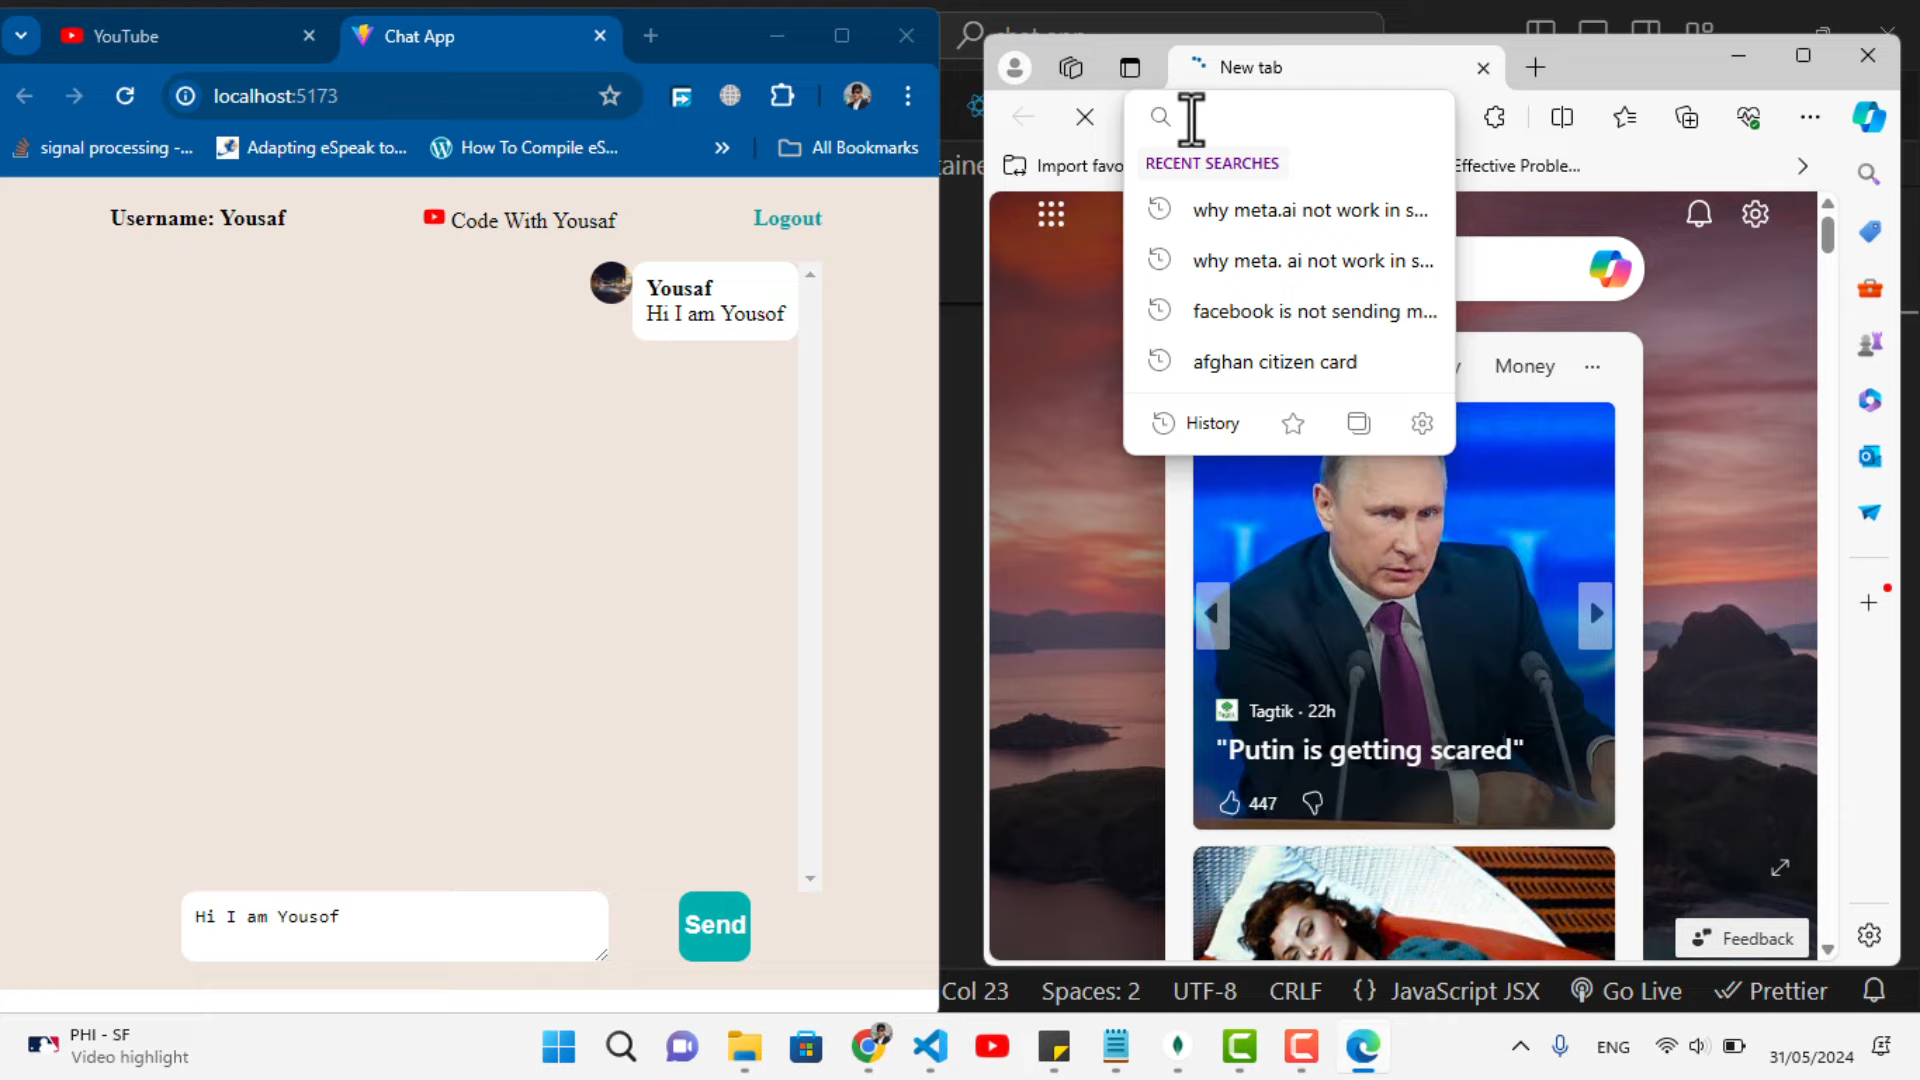 YouTube
Chat App
localhost:5173
signal processing -...
Adapting eSpeak to...
How To Compile eS...
All Bookmarks
Username: Yousaf
Code With Yousaf
Logout
Yousaf
Hi I am Yousof
Hi I am Yousof
Send
New tab
RECENT SEARCHES
Import favo
Effective Proble...
why meta.ai not work in s...
why meta. ai not work in s...
facebook is not sending m...
afghan citizen card
History
Money
Tagtik · 22h
"Putin is getting scared"
447
Feedback
Col 23
Spaces: 2
UTF-8
CRLF
{} JavaScript JSX
Go Live
Prettier
PHI - SF
Video highlight
ENG
31/05/2024